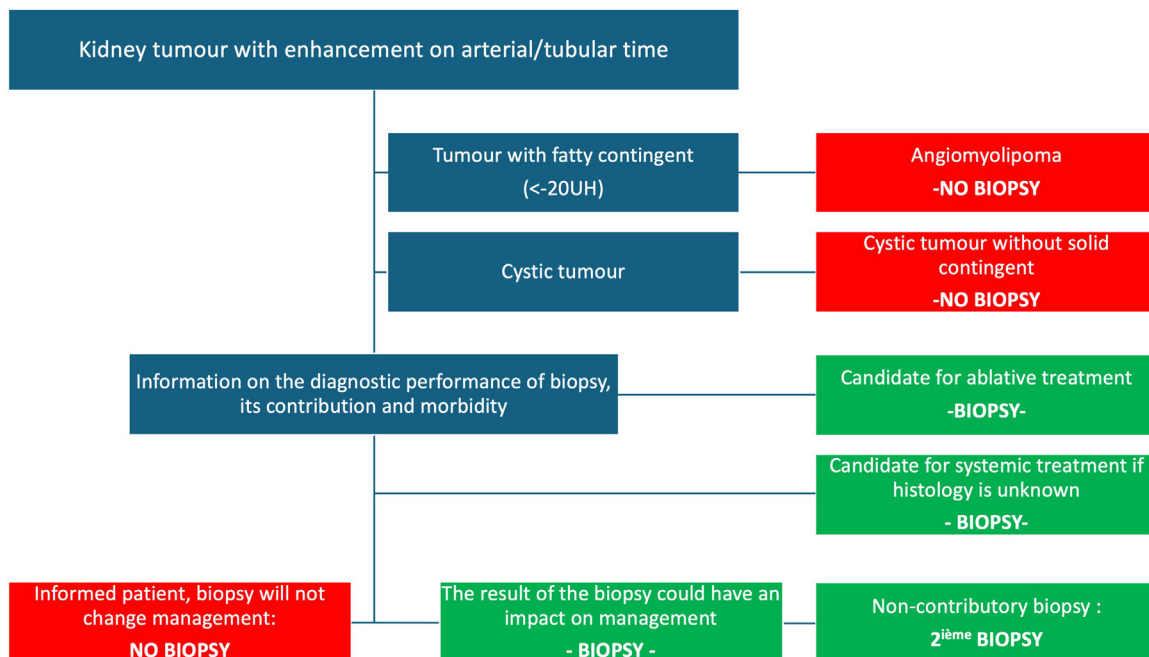 Kidney tumour with enhancement on arterial/tubular time
Tumour with fatty contingent
(<-20UH)
Angiomyolipoma
-NO BIOPSY
Cystic tumour
Cystic tumour without solid
contingent
-NO BIOPSY
Information on the diagnostic performance of biopsy,
its contribution and morbidity
Candidate for ablative treatment
-BIOPSY-
Candidate for systemic treatment if
histology is unknown
- BIOPSY-
Informed patient, biopsy will not
change management:
NO BIOPSY
The result of the biopsy could have an
impact on management
- BIOPSY -
Non-contributory biopsy :
2ième BIOPSY